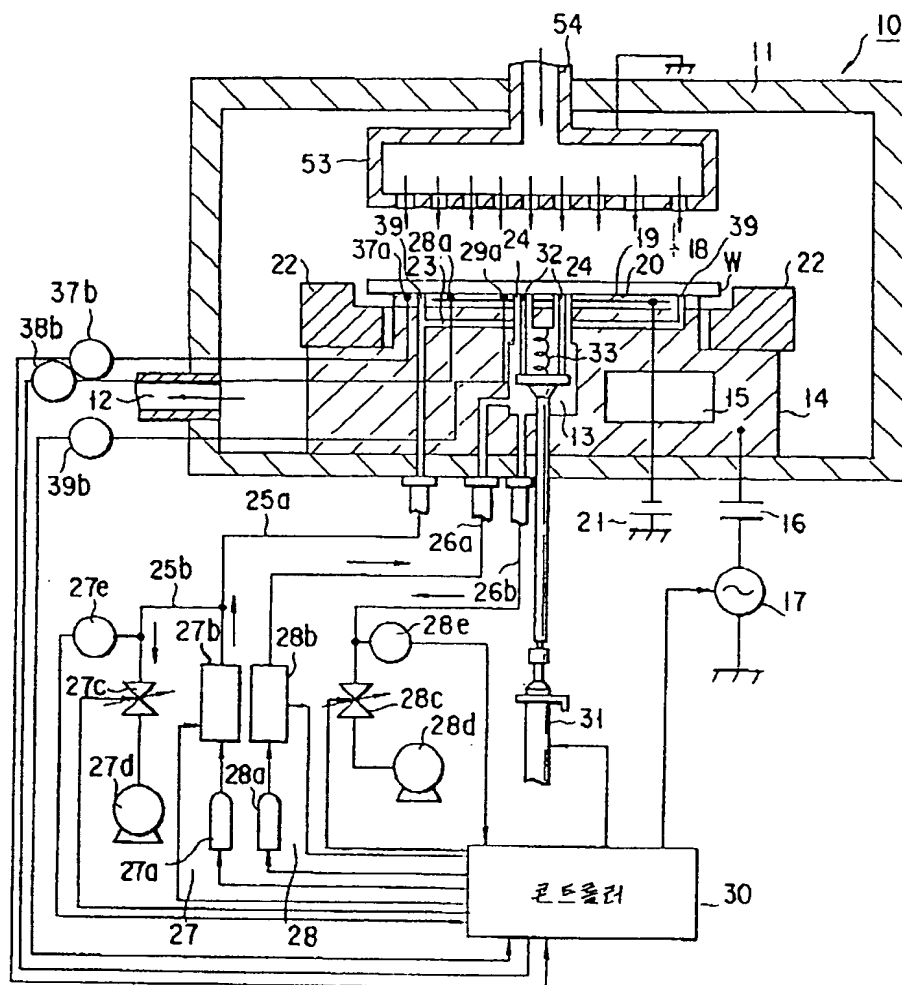 54
10
11
53
39 28a 24 32 24 19 18 39
37a 23 29a 20 W
22 22
37b
38b
33
12 13 15 14
39b
25a 26a 21 16
25b 26b
27e 27b 28b 28e 17
27c 28c
31
28d
27d 28a
27a 28 콘트롤러 30
27 28